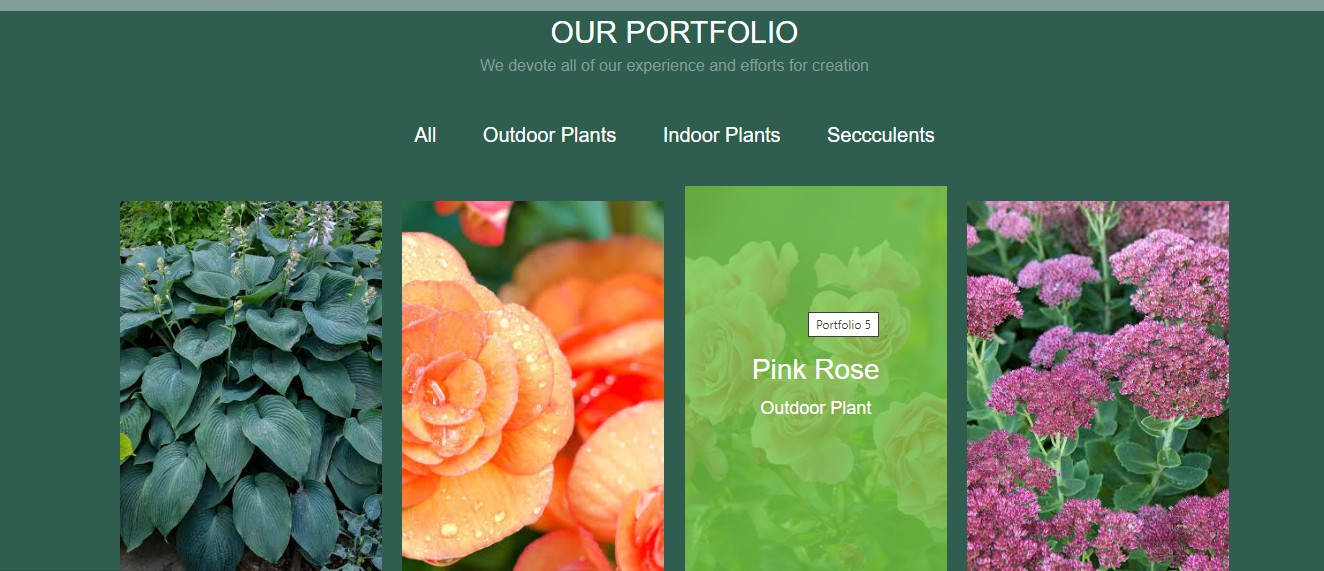 OUR PORTFOLIO
We devote all of our experience and efforts for creation
All Outdoor Plants Indoor Plants Seccculents
Portfolio 5
Pink Rose
Outdoor Plant